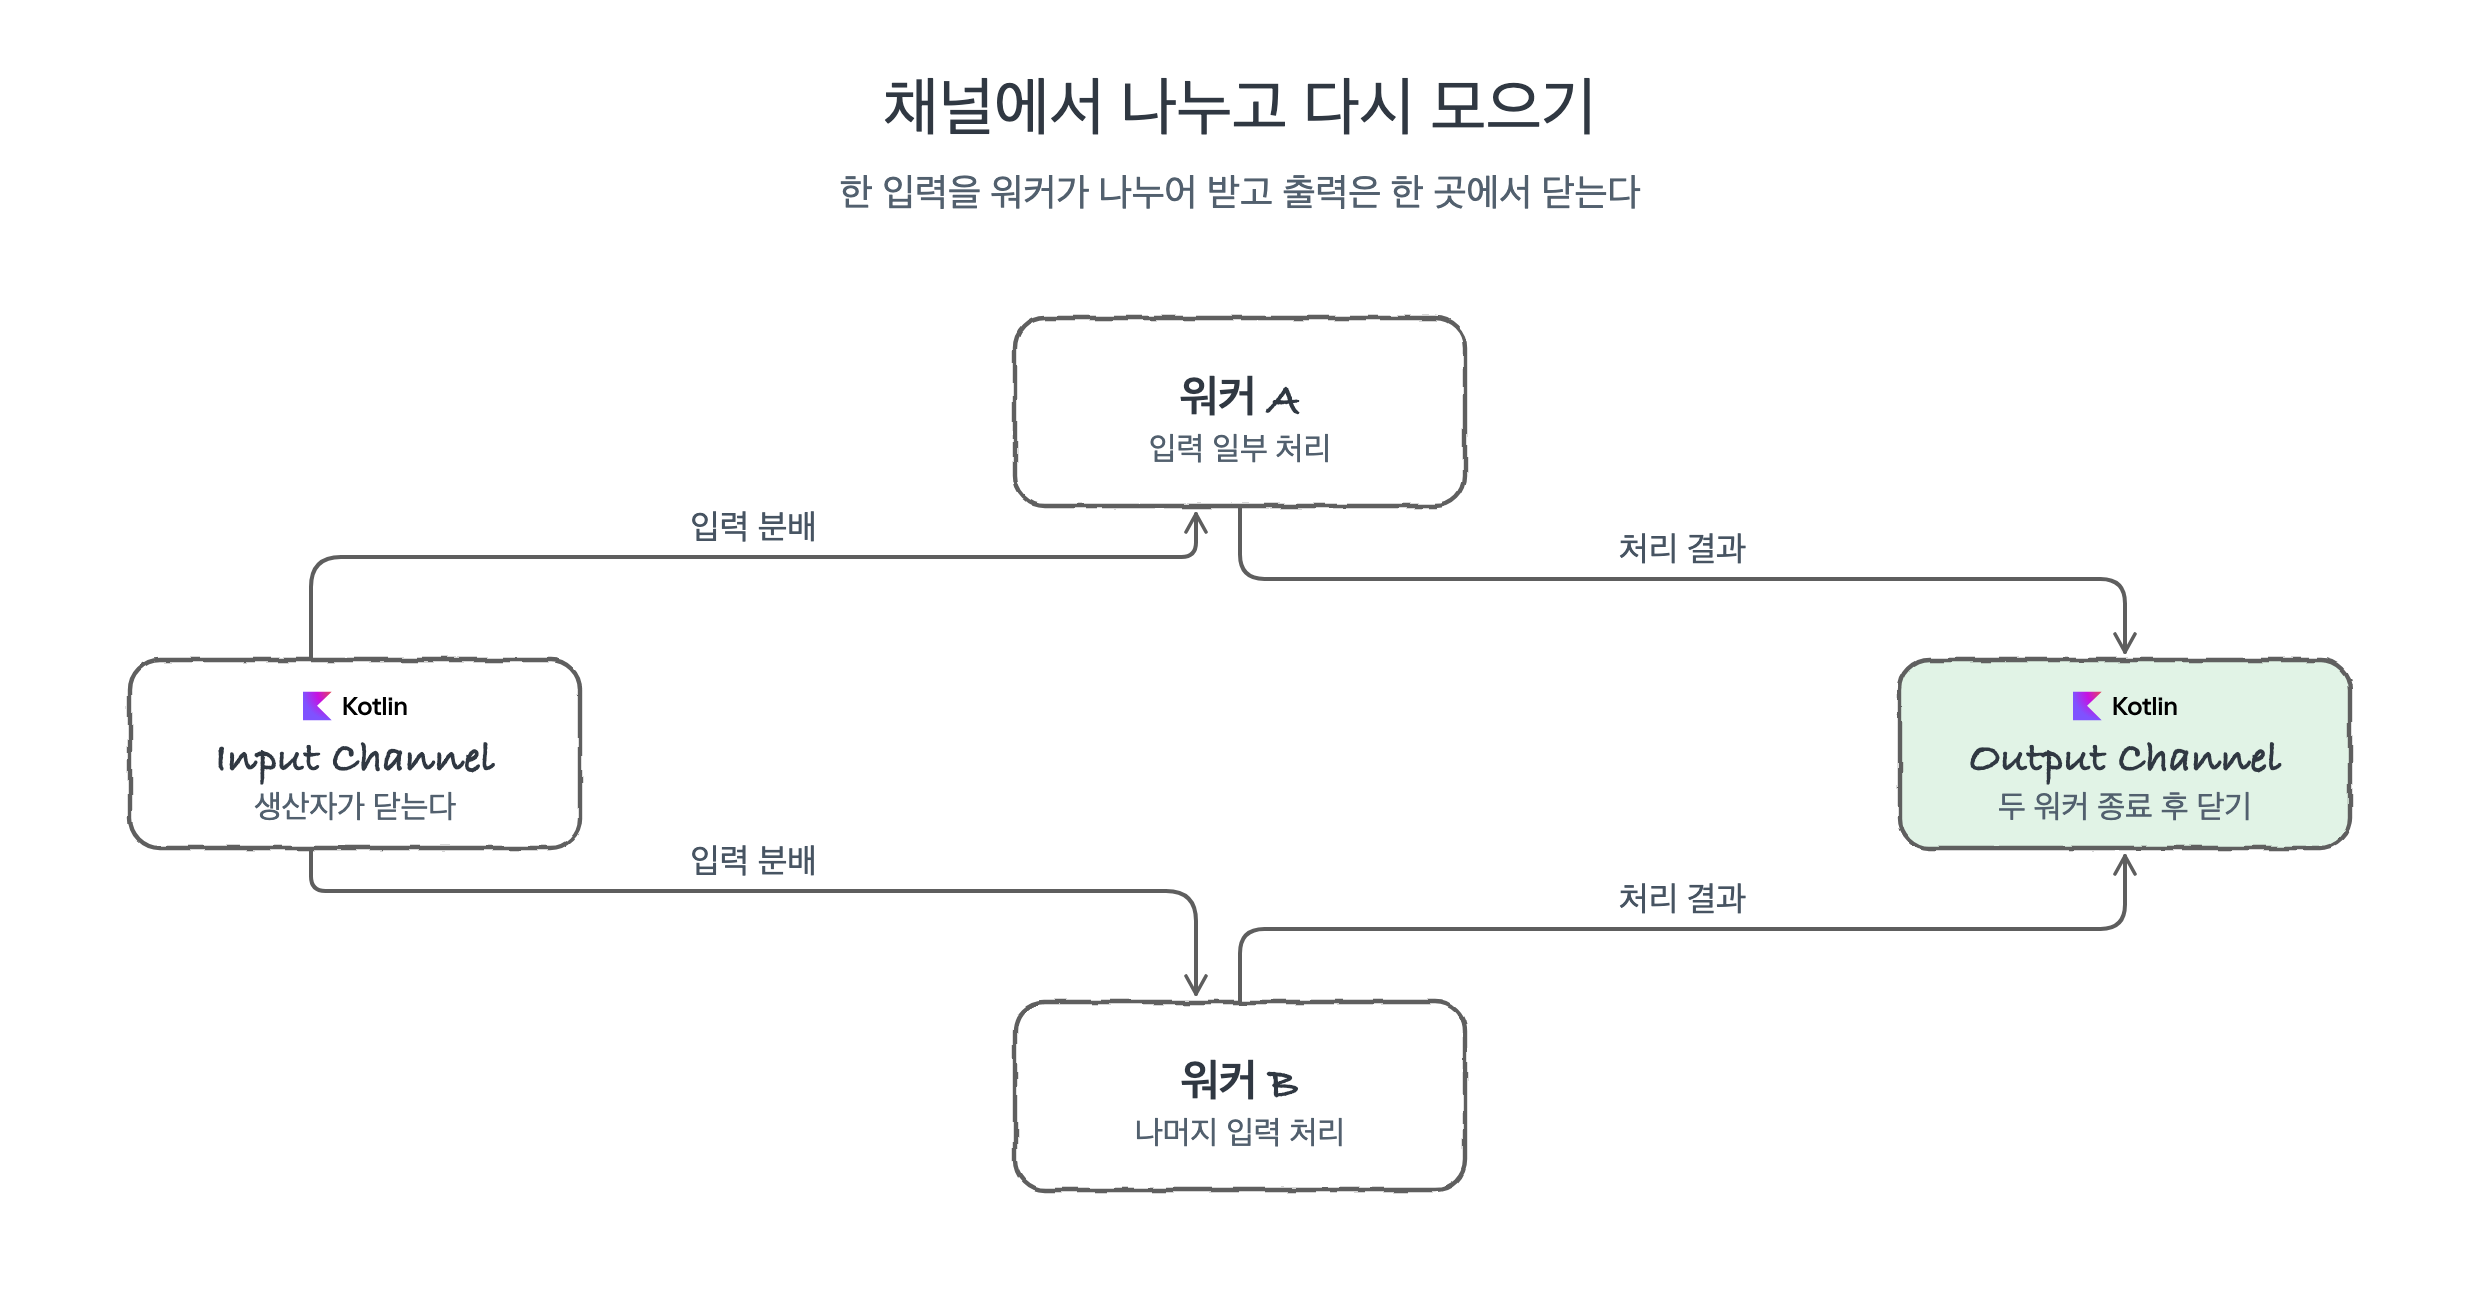 채널에서 나누고 다시 모으기
한 입력을 워커가 나누어 받고 출력은 한 곳에서 닫는다
워커 A
입력 일부 처리
입력 분배
처리 결과
Kotlin
Input Channel
생산자가 닫는다
Kotlin
Output Channel
두 워커 종료 후 닫기
입력 분배
처리 결과
워커 B
나머지 입력 처리